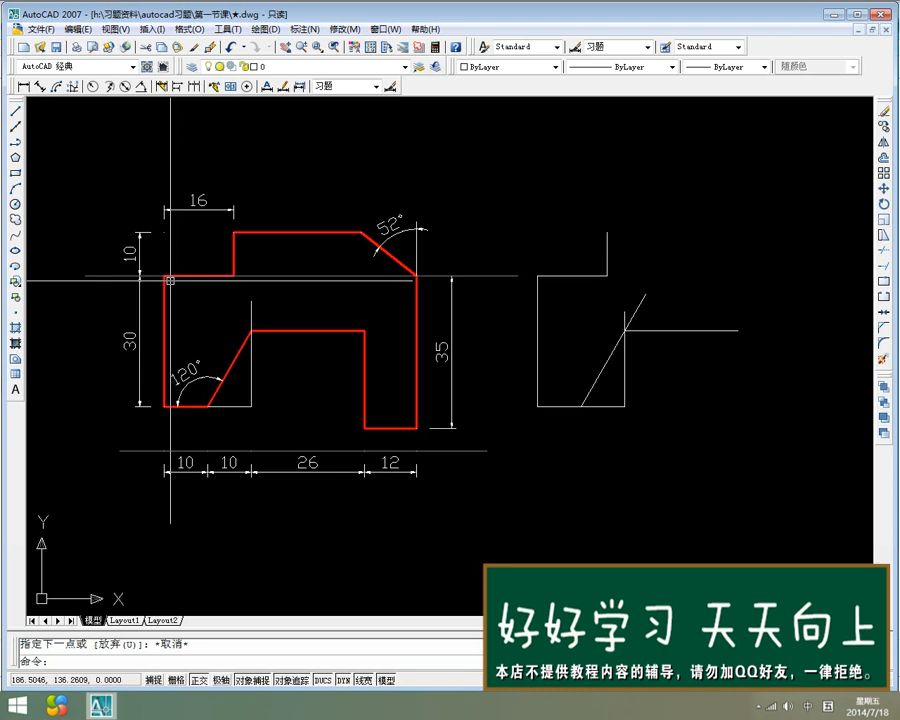 AutoCAD 2007 - [h:\习题资料\autocad习题\第一节课\★.dwg - 只读]
文件(F) 编辑(E) 视图(V) 插入(I) 格式(O) 工具(T) 绘图(D) 标注(N) 修改(M) 窗口(W) 帮助(H)
Standard 习题 Standard
AutoCAD 经典 0 ByLayer ByLayer ByLayer 随颜色
习题
A
16
52°
10
30
35
120°
10 10 26 12
Y
X
模型 Layout1 Layout2
指定下一点或 [放弃(U)]: *取消*
命令:
186.5046, 136.2609, 0.0000 捕捉 栅格 正交 极轴 对象捕捉 对象追踪 DUCS DYN 线宽 模型
好好学习 天天向上
本店不提供教程内容的辅导，请勿加QQ好友，一律拒绝。
中
五
星期五
2014/7/18